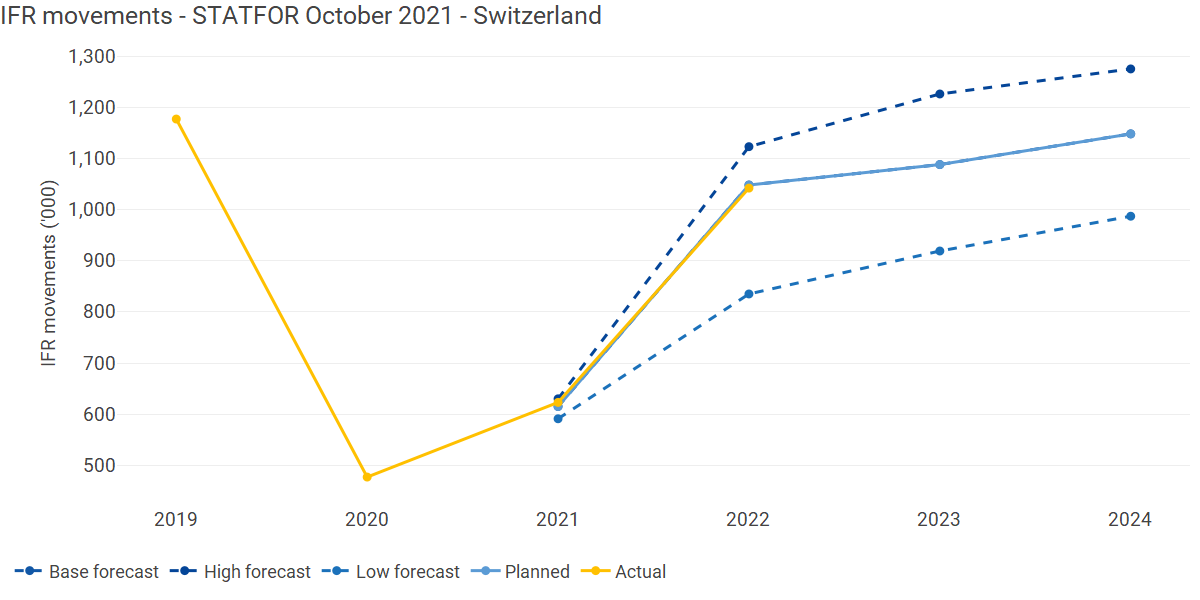 IFR movements - STATFOR October 2021 - Switzerland
IFR movements ('000)
1,300
1,200
1,100
1,000
900
800
700
600
500
2019 2020 2021 2022 2023 2024
Base forecast High forecast Low forecast Planned Actual